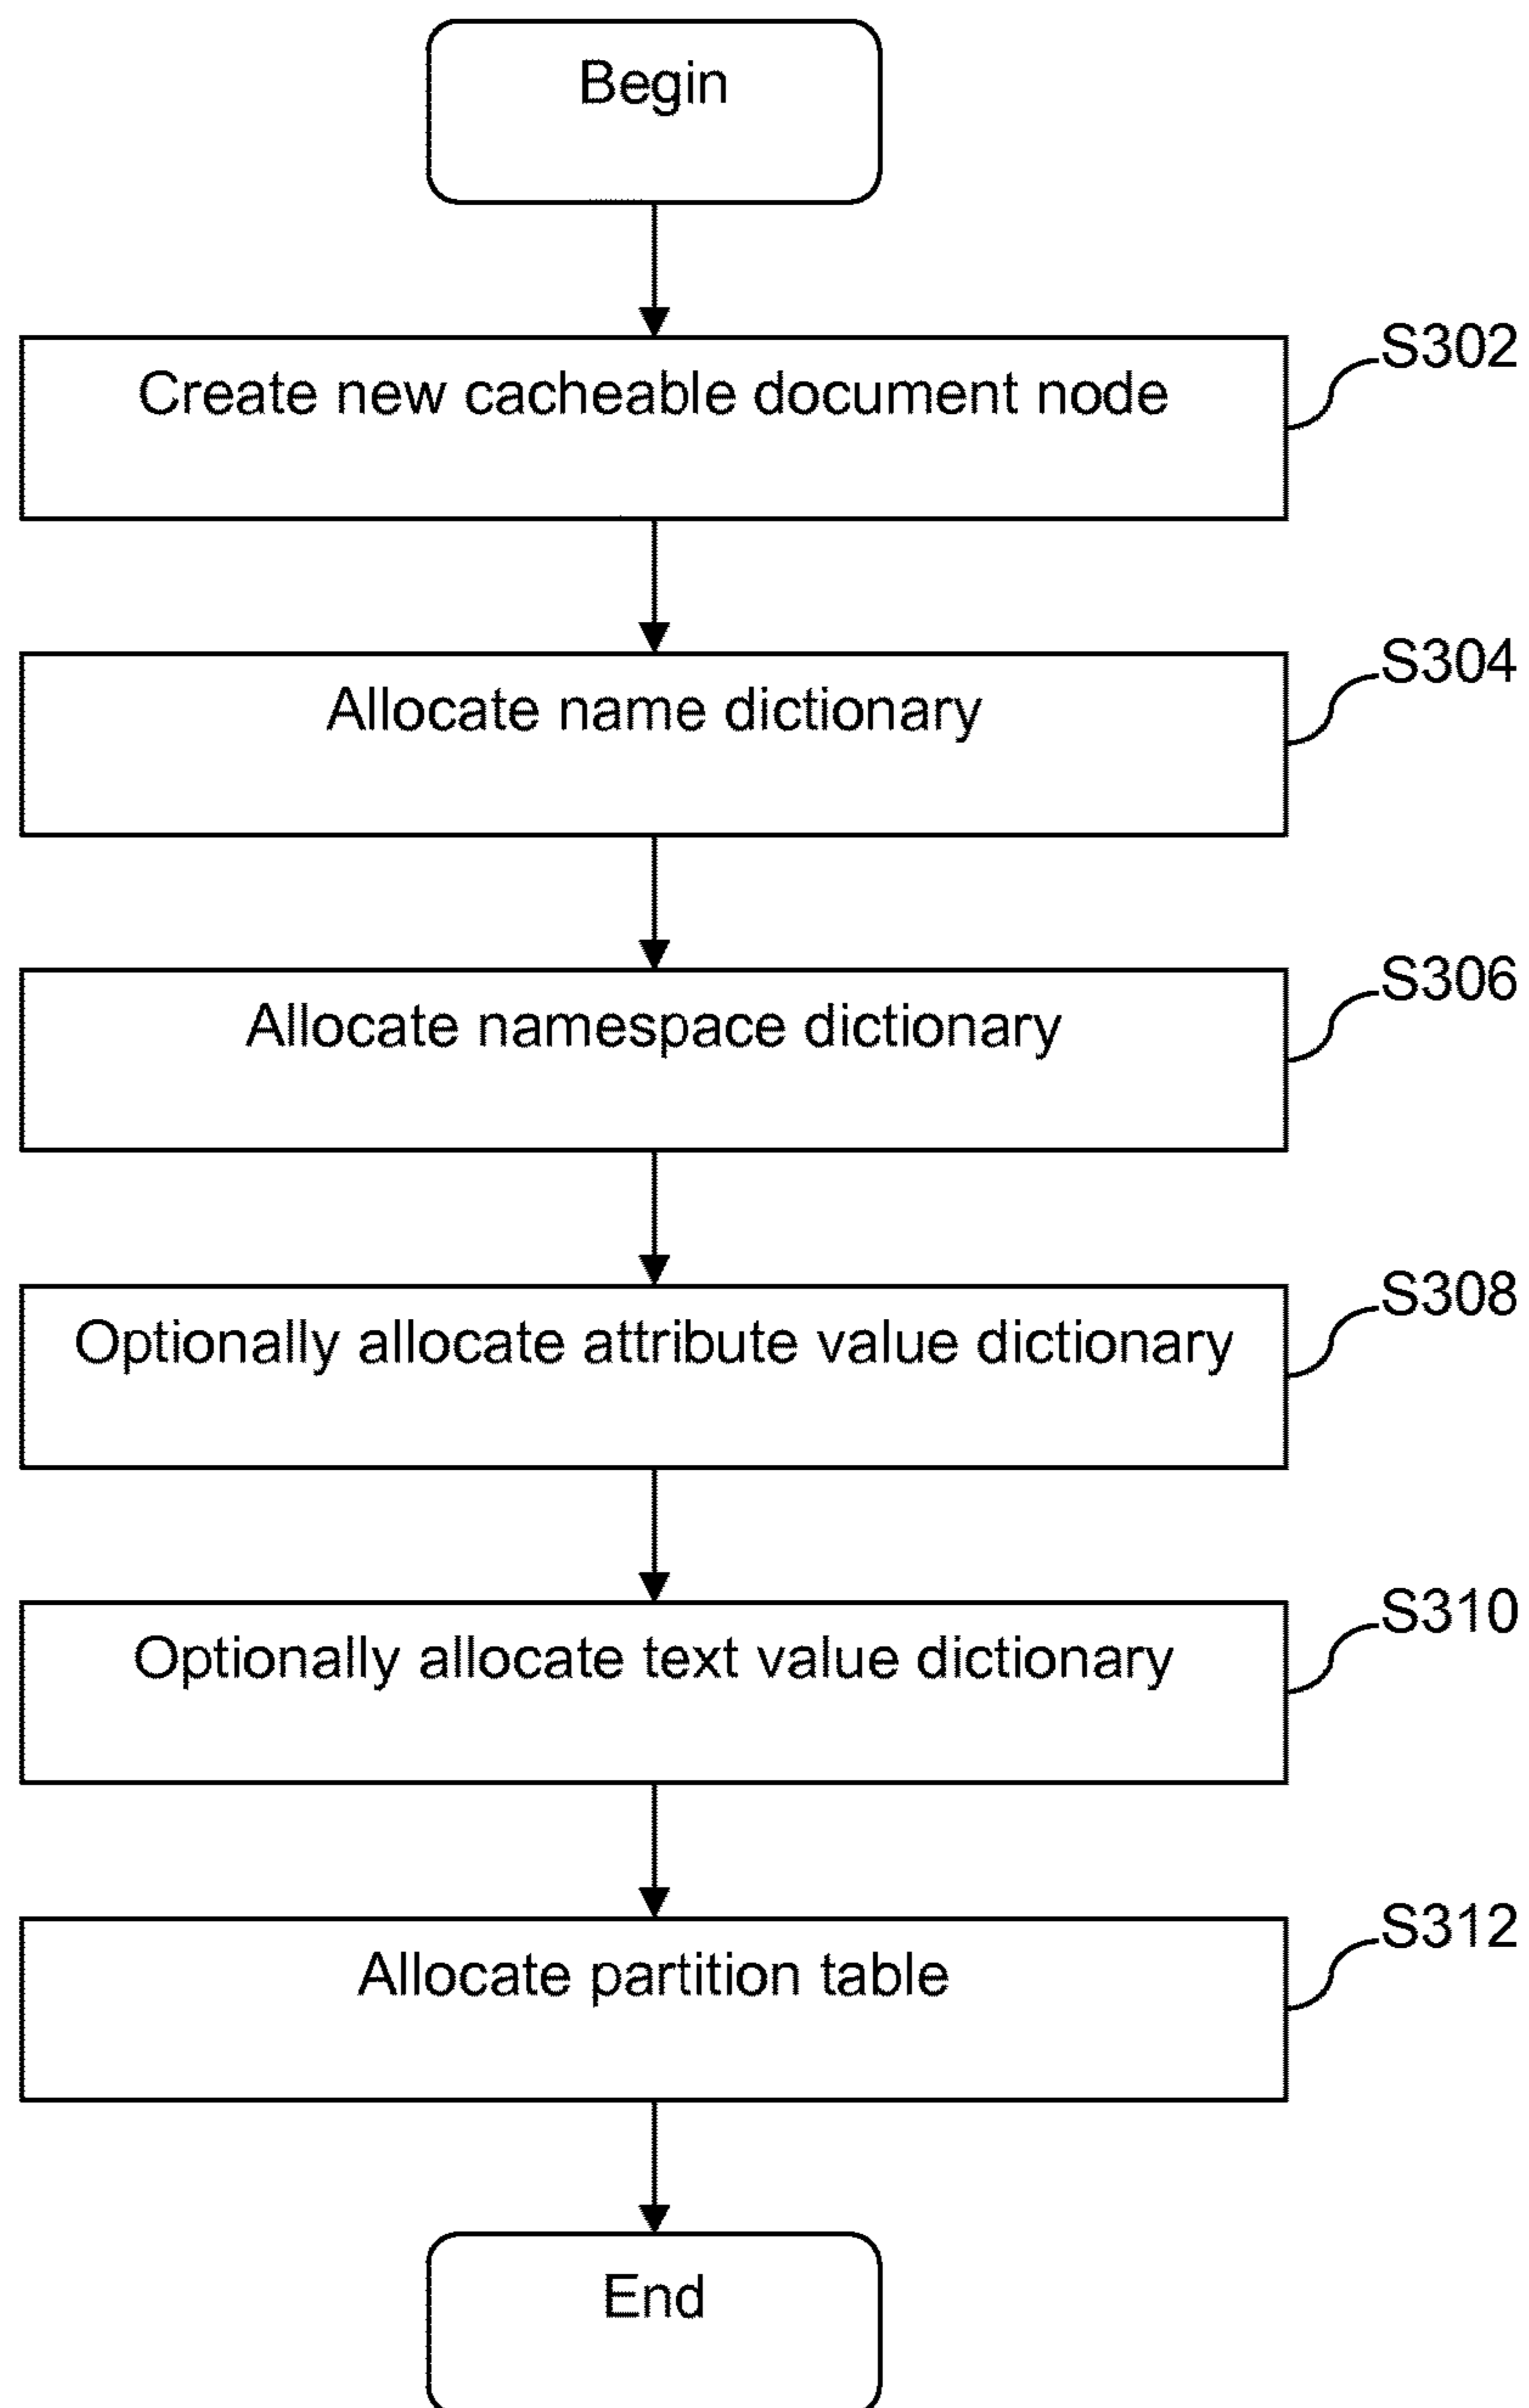 Begin
Create new cacheable document node
S302
Allocate name dictionary
S304
Allocate namespace dictionary
S306
Optionally allocate attribute value dictionary
S308
Optionally allocate text value dictionary
S310
Allocate partition table
S312
End